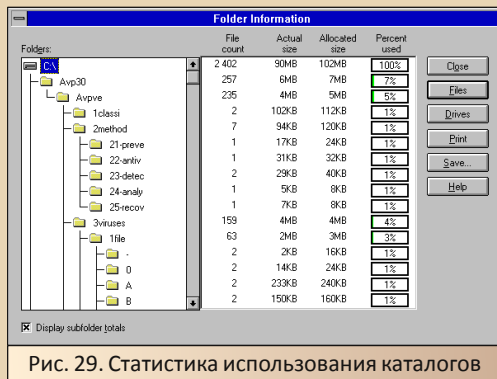 Folder Information
Folders: File count Actual size Allocated size Percent used
C:\ 2 402 90MB 102MB 100%
Avp30 257 6MB 7MB 7%
Avpve 235 4MB 5MB 5%
1classi 2 102KB 112KB 1%
2method 7 94KB 120KB 1%
21-preve 1 17KB 24KB 1%
22-antiv 1 31KB 32KB 1%
23-detec 2 29KB 40KB 1%
24-analy 1 5KB 8KB 1%
25-recov 1 7KB 8KB 1%
3viruses 159 4MB 4MB 4%
1file 63 2MB 3MB 3%
- 2 2KB 16KB 1%
0 2 14KB 24KB 1%
A 2 233KB 240KB 1%
B 2 150KB 160KB 1%
Close
Files
Drives
Print
Save...
Help
Display subfolder totals
Рис. 29. Статистика использования каталогов